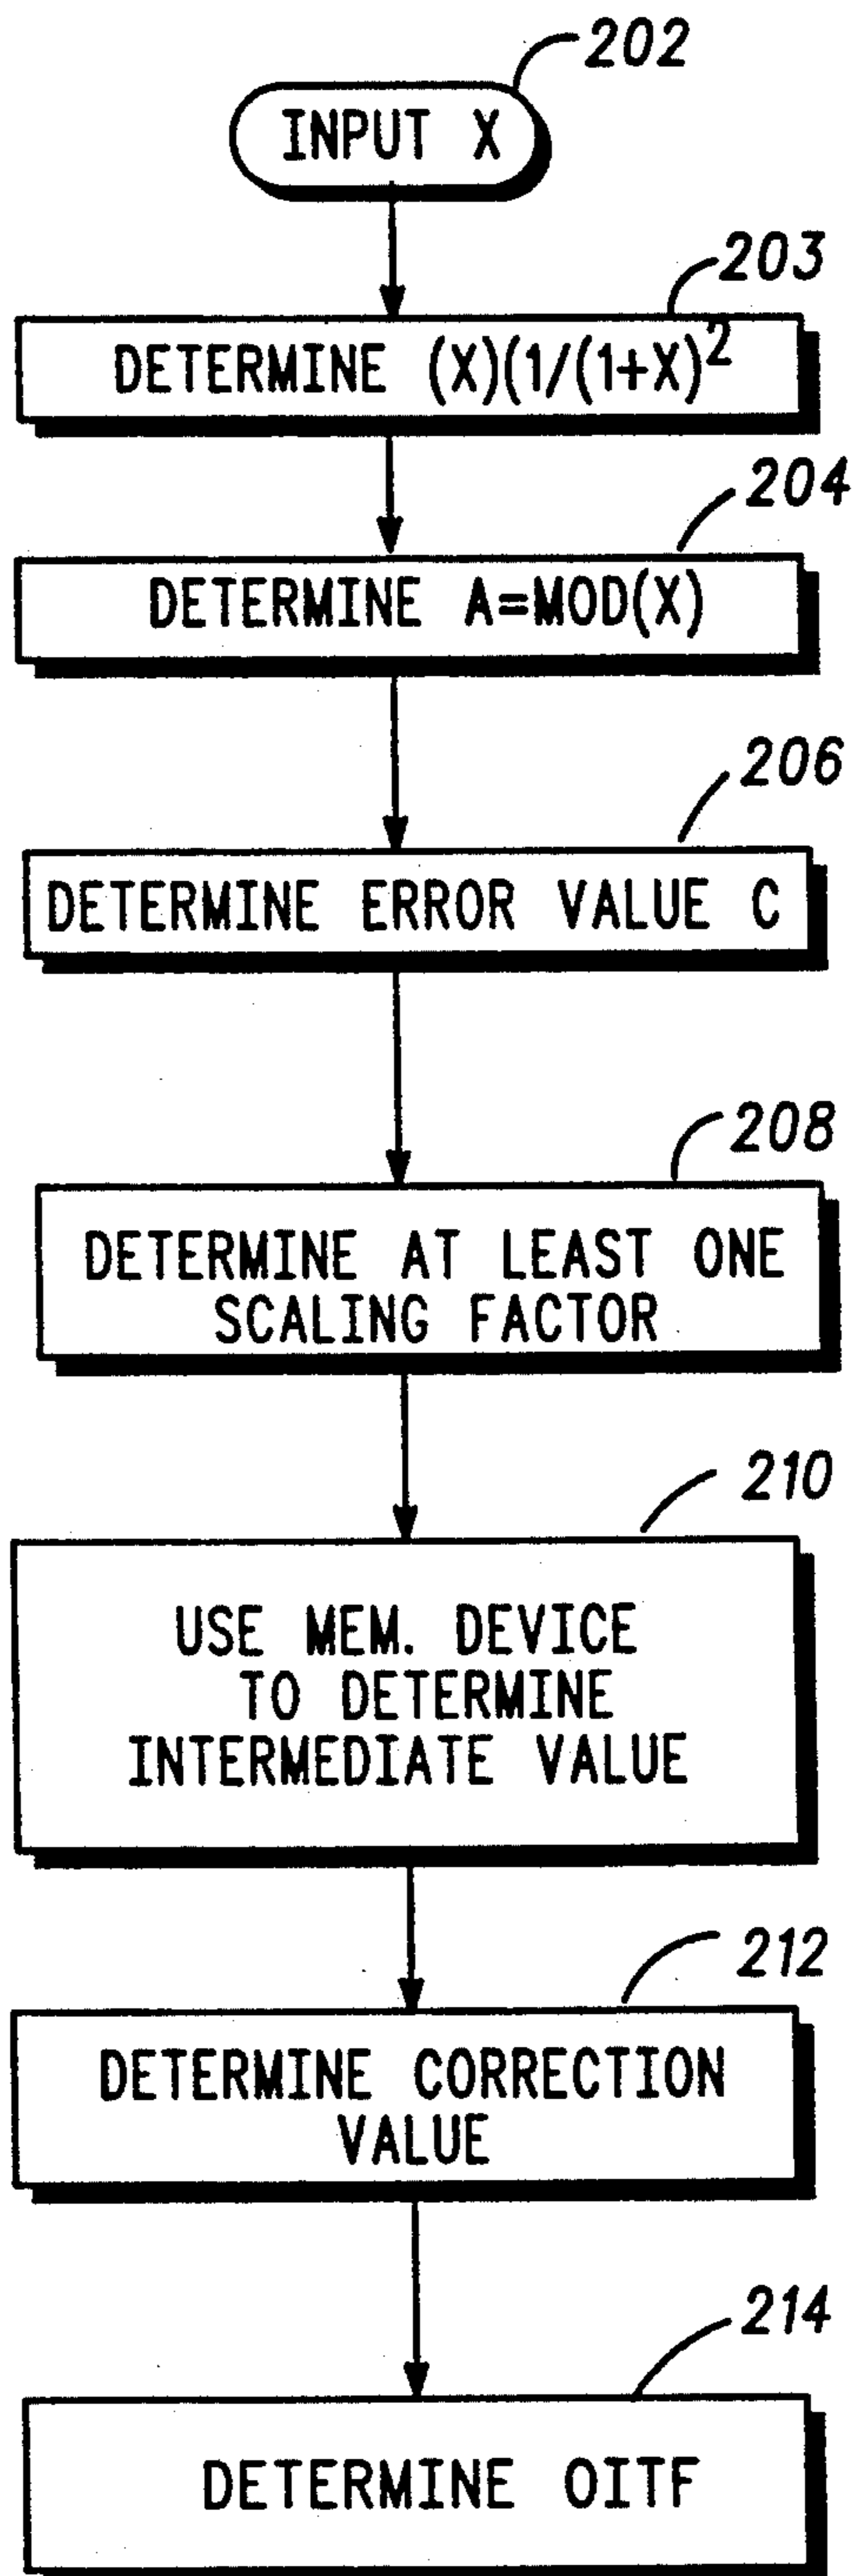 202
INPUT X
203
DETERMINE (X)(1/(1+X)²
204
DETERMINE A=MOD(X)
206
DETERMINE ERROR VALUE C
208
DETERMINE AT LEAST ONE
SCALING FACTOR
210
USE MEM. DEVICE
TO DETERMINE
INTERMEDIATE VALUE
212
DETERMINE CORRECTION
VALUE
214
DETERMINE OITF